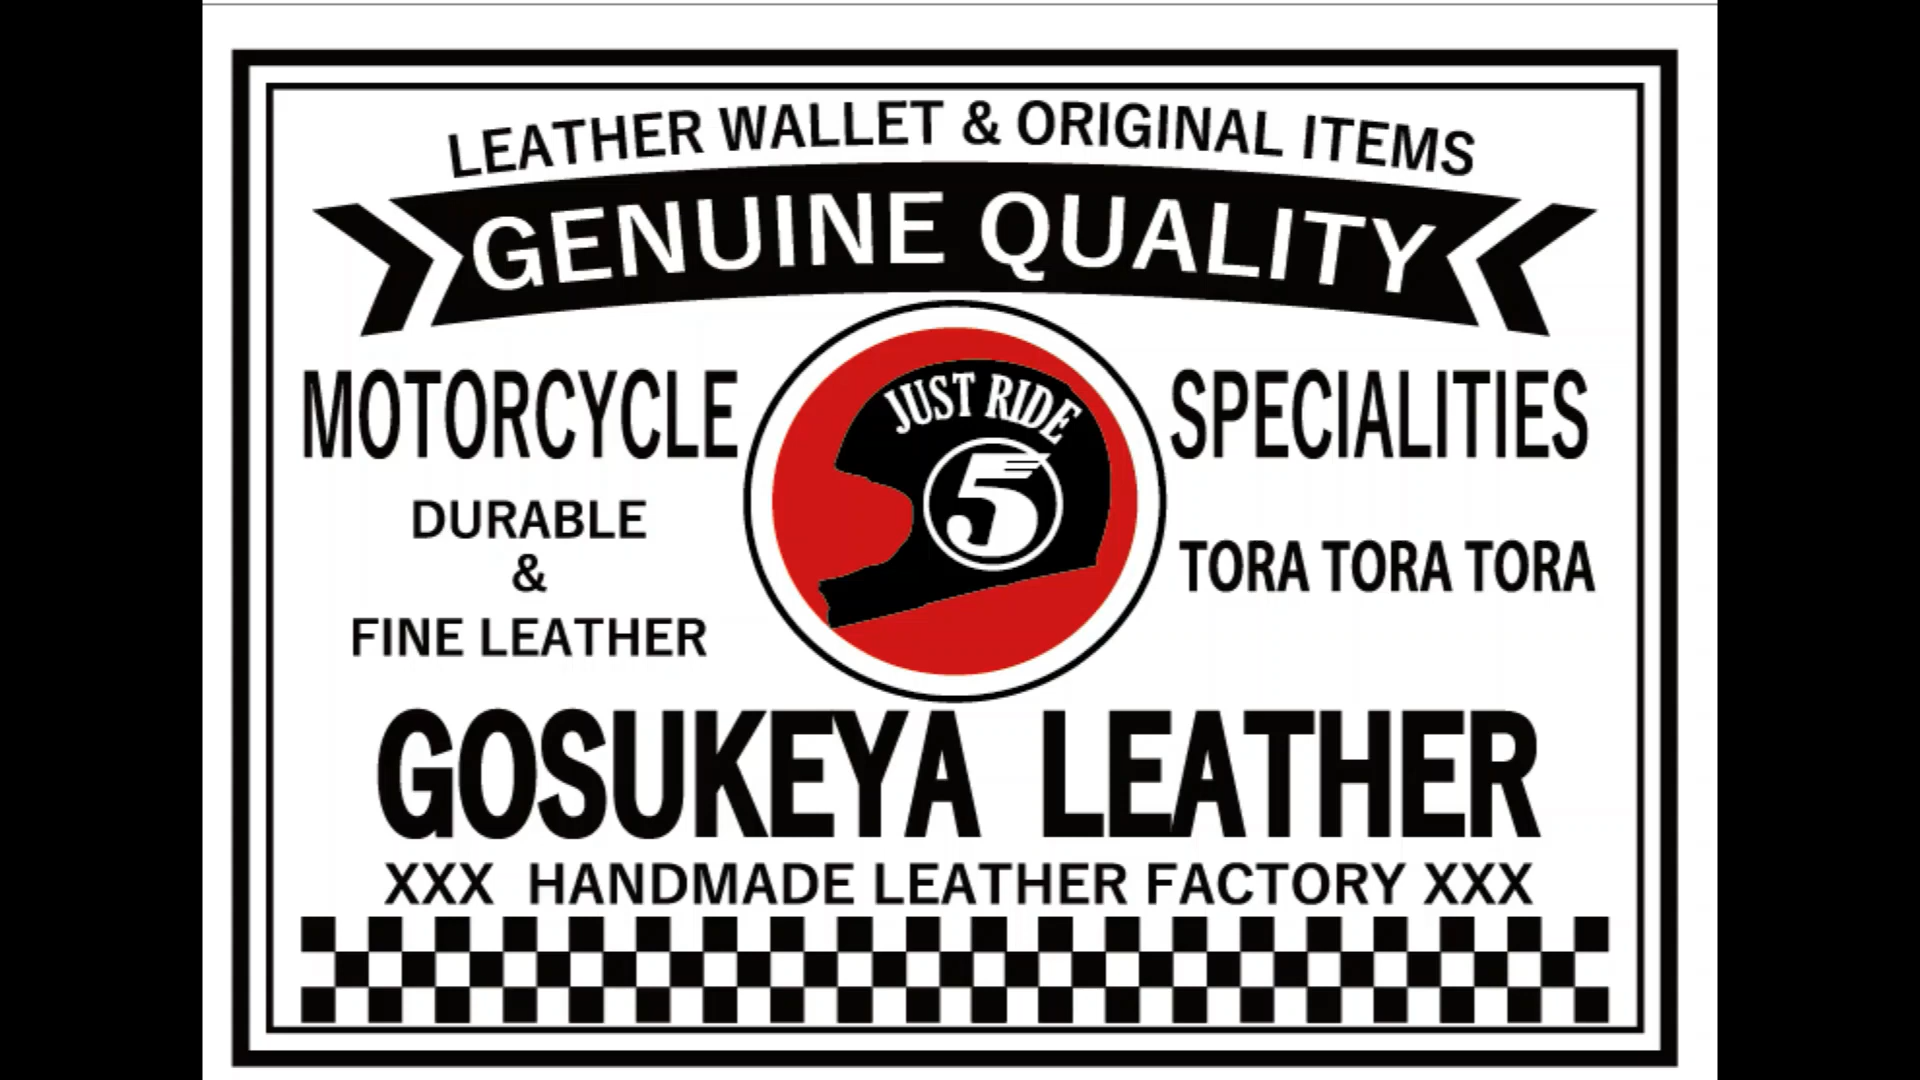 LEATHER WALLET & ORIGINAL ITEMS
GENUINE QUALITY
JUST RIDE
5
MOTORCYCLE
SPECIALITIES
DURABLE
&
FINE LEATHER
TORA TORA TORA
GOSUKEYA LEATHER
XXX HANDMADE LEATHER FACTORY XXX